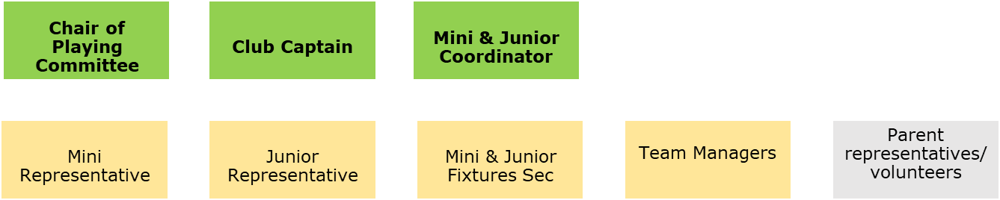 Chair of
Playing
Committee
Club Captain
Mini & Junior
Coordinator
Mini
Representative
Junior
Representative
Mini & Junior
Fixtures Sec
Team Managers
Parent
representatives/
volunteers